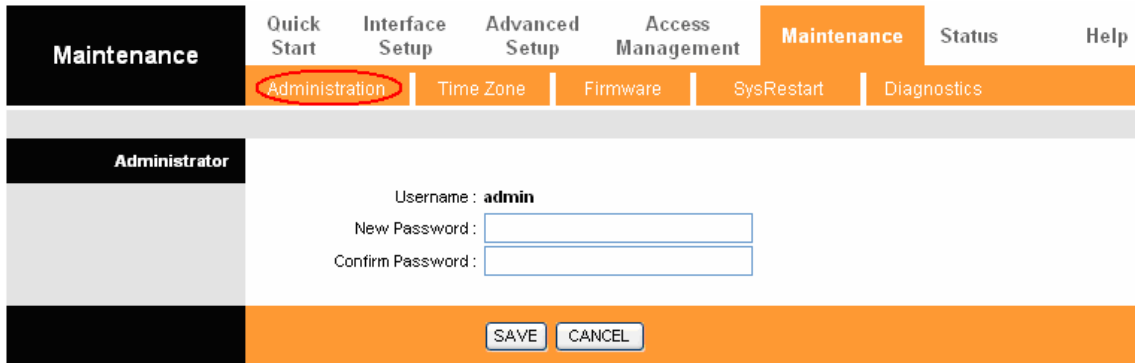 Maintenance
Quick Start
Interface Setup
Advanced Setup
Access Management
Maintenance
Status
Help
Administration
Time Zone
Firmware
SysRestart
Diagnostics
Administrator
Username : admin
New Password :
Confirm Password :
SAVE CANCEL